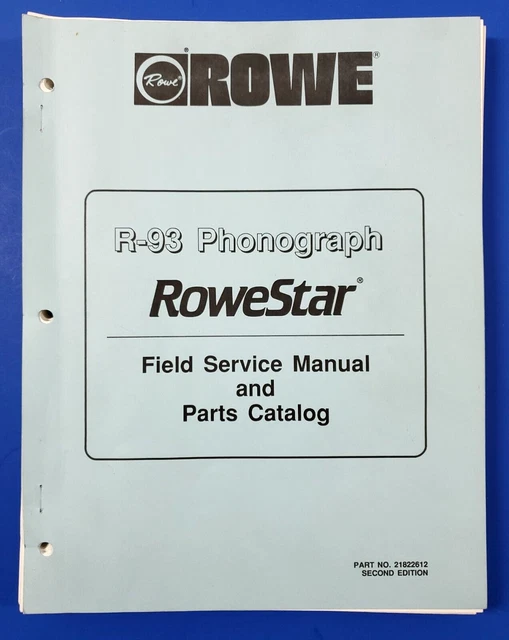 Rowe® ®ROWE®
R-93 Phonograph
RoweStar®
Field Service Manual
and
Parts Catalog
PART NO. 21822612
SECOND EDITION